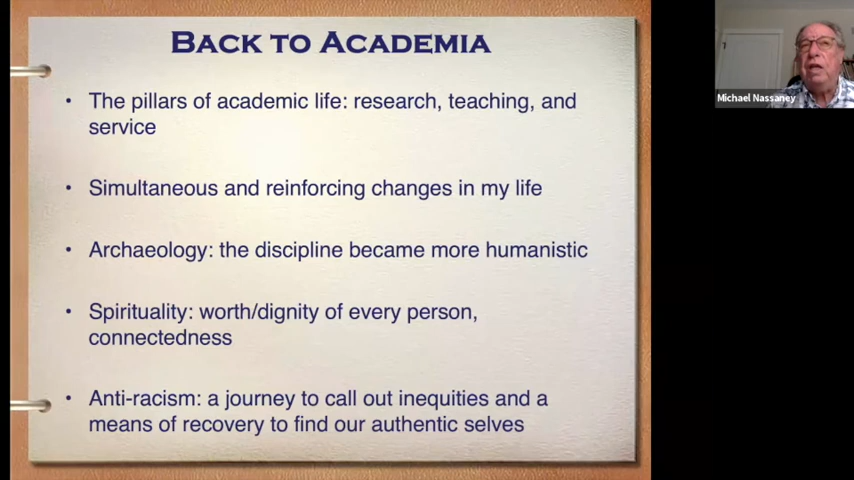 BACK TO ACADEMIA
• The pillars of academic life: research, teaching, and
service
• Simultaneous and reinforcing changes in my life
• Archaeology: the discipline became more humanistic
• Spirituality: worth/dignity of every person,
connectedness
• Anti-racism: a journey to call out inequities and a
means of recovery to find our authentic selves
Michael Nassaney